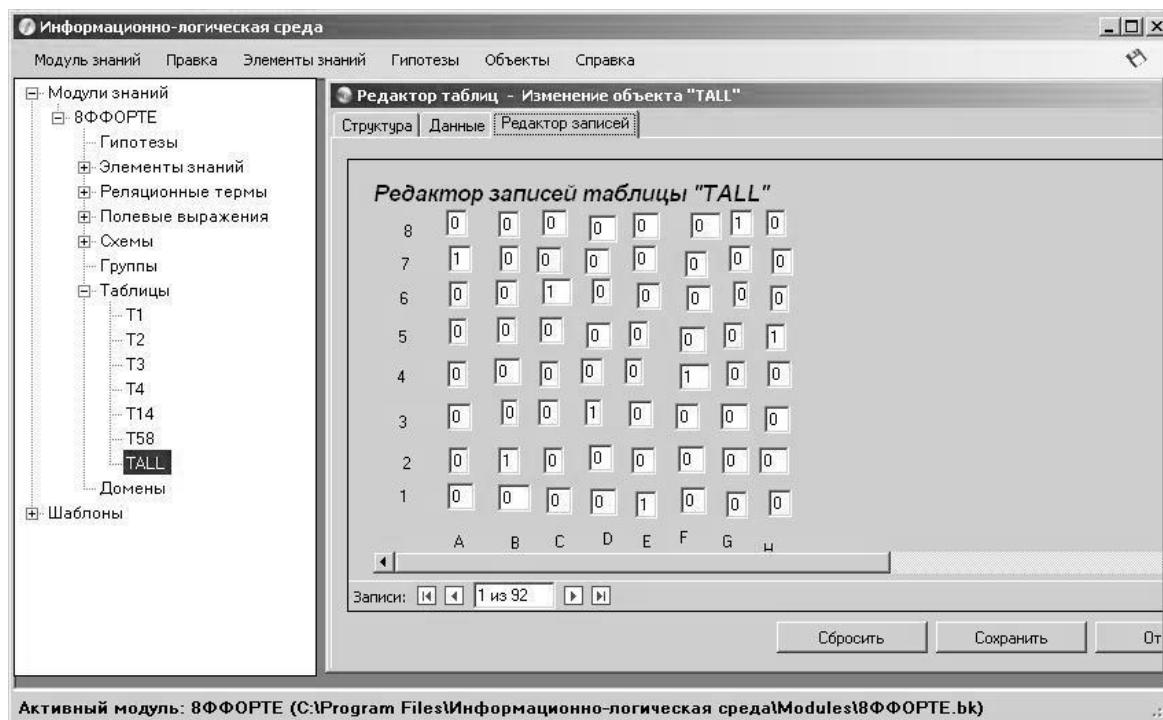 Информационно-логическая среда
Модуль знаний Правка Элементы знаний Гипотезы Объекты Справка
Модули знаний
8ФФОРТЕ
Гипотезы
Элементы знаний
Реляционные термы
Полевые выражения
Схемы
Группы
Таблицы
T1
T2
T3
T4
T14
T58
TALL
Домены
Шаблоны
Редактор таблиц - Изменение объекта "TALL"
Структура Данные Редактор записей
Редактор записей таблицы "TALL"
8 0 0 0 0 0 0 1 0
7 1 0 0 0 0 0 0 0
6 0 0 1 0 0 0 0 0
5 0 0 0 0 0 0 0 1
4 0 0 0 0 0 1 0 0
3 0 0 0 1 0 0 0 0
2 0 1 0 0 0 0 0 0
1 0 0 0 0 1 0 0 0
A B C D E F G H
Записи: 1 из 92
Сбросить Сохранить От
Активный модуль: 8ФФОРТЕ (C:\Program Files\Информационно-логическая среда\Modules\8ФФОРТЕ.bk)